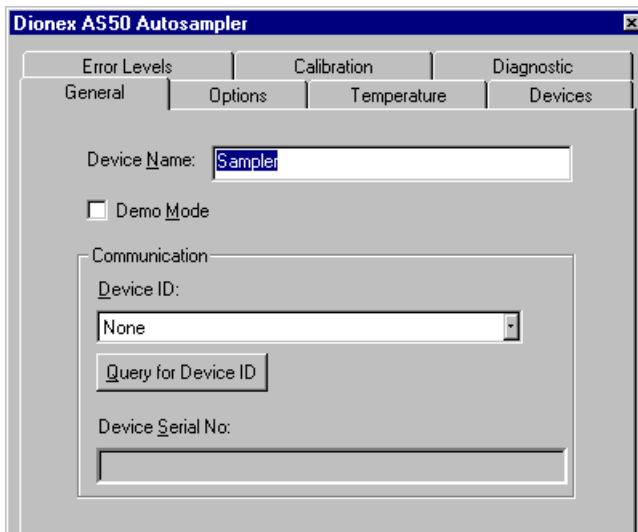 Dionex AS50 Autosampler
Error Levels Calibration Diagnostic
General Options Temperature Devices
Device Name: Sampler
Demo Mode
Communication
Device ID:
None
Query for Device ID
Device Serial No: